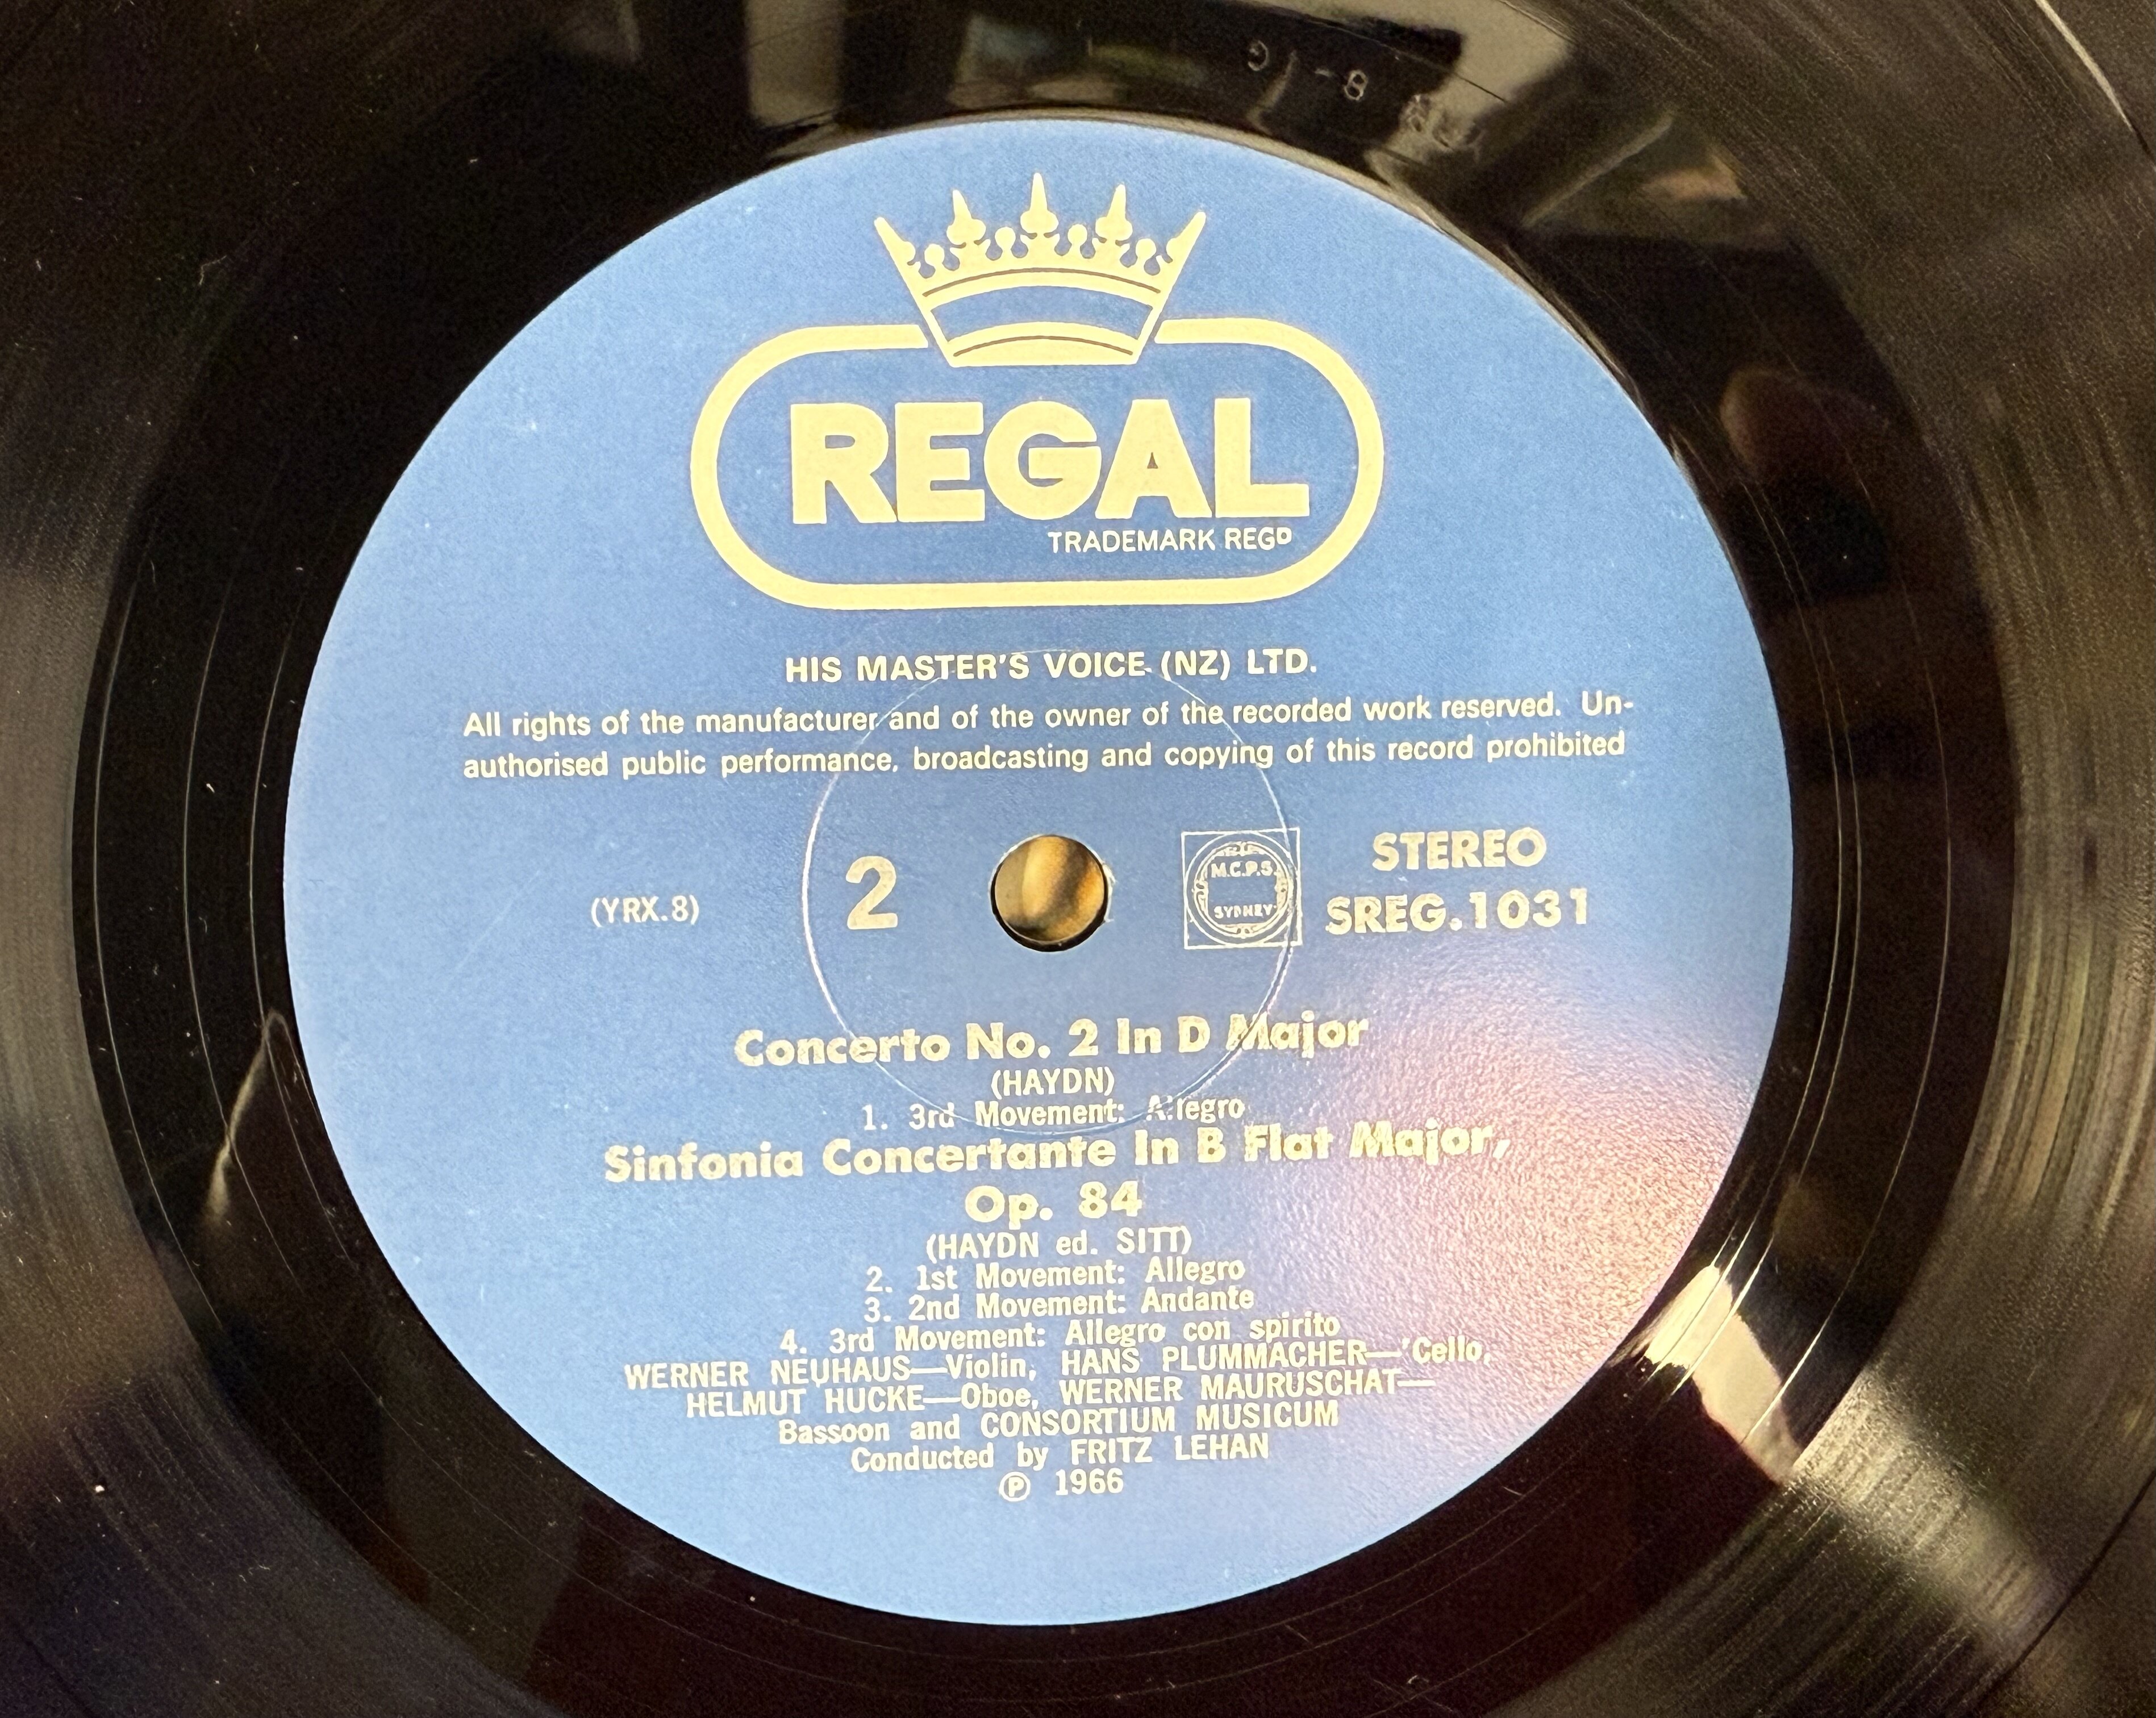 REGAL
TRADEMARK REGD
HIS MASTER'S VOICE (NZ) LTD.
All rights of the manufacturer and of the owner of the recorded work reserved. Un-
authorised public performance, broadcasting and copying of this record prohibited
(YRX.8)
2
M.C.P.S.
SYDNEY
STEREO
SREG.1031
Concerto No. 2 In D Major
(HAYDN)
1. 3rd Movement: Allegro
Sinfonia Concertante In B Flat Major,
Op. 84
(HAYDN ed. SITT)
2. 1st Movement: Allegro
3. 2nd Movement: Andante
4. 3rd Movement: Allegro con spirito
WERNER NEUHAUS—Violin, HANS PLUMMACHER—'Cello,
HELMUT HUCKE—Oboe, WERNER MAURUSCHAT—
Bassoon and CONSORTIUM MUSICUM
Conducted by FRITZ LEHAN
Ⓟ 1966